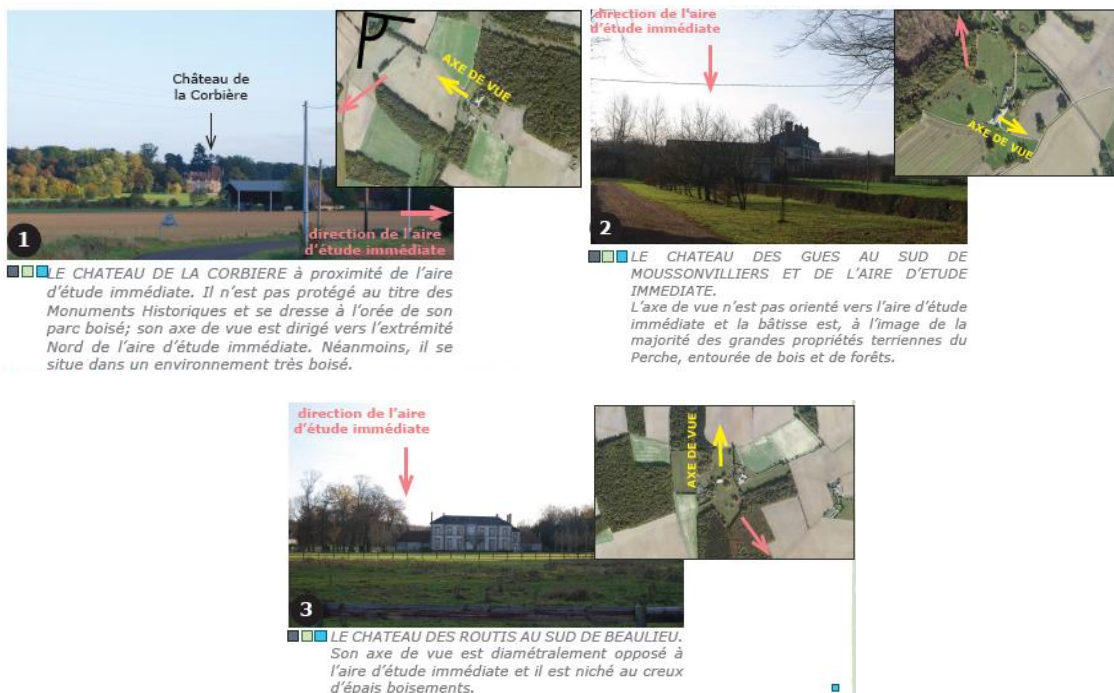 Château de
la Corbière
AXE DE VUE
direction de l'aire
d'étude immédiate
1
LE CHATEAU DE LA CORBIERE à proximité de l'aire
d'étude immédiate. Il n'est pas protégé au titre des
Monuments Historiques et se dresse à l'orée de son
parc boisé; son axe de vue est dirigé vers l'extrémité
Nord de l'aire d'étude immédiate. Néanmoins, il se
situe dans un environnement très boisé.
direction de l'aire
d'étude immédiate
AXE DE VUE
2
LE CHATEAU DES GUES AU SUD DE
MOUSSONVILLIERS ET DE L'AIRE D'ETUDE
IMMEDIATE.
L'axe de vue n'est pas orienté vers l'aire d'étude
immédiate et la bâtisse est, à l'image de la
majorité des grandes propriétés terriennes du
Perche, entourée de bois et de forêts.
direction de l'aire
d'étude immédiate
AXE DE VUE
3
LE CHATEAU DES ROUTIS AU SUD DE BEAULIEU.
Son axe de vue est diamétralement opposé à
l'aire d'étude immédiate et il est niché au creux
d'épais boisements.